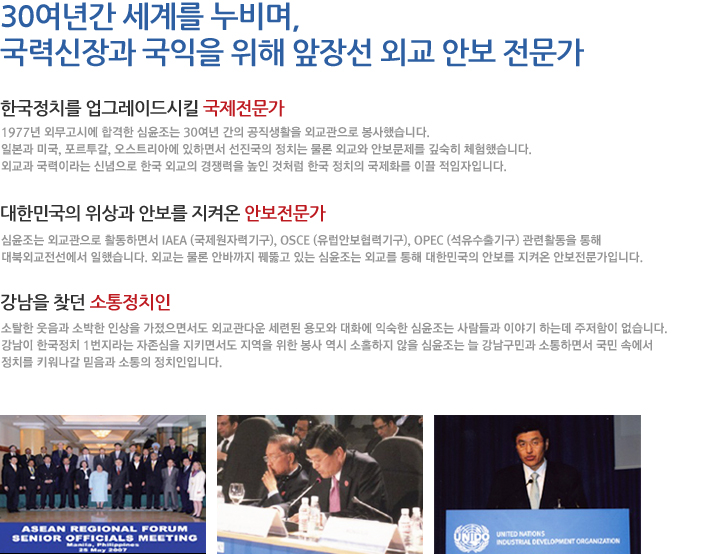 30여년간 세계를 누비며,
국력신장과 국익을 위해 앞장선 외교 안보 전문가
한국정치를 업그레이드시킬 국제전문가
1977년 외무고시에 합격한 심윤조는 30여년 간의 공직생활을 외교관으로 봉사했습니다.
일본과 미국, 포르투갈, 오스트리아에 있하면서 선진국의 정치는 물론 외교와 안보문제를 깊숙히 체험했습니다.
외교과 국력이라는 신념으로 한국 외교의 경쟁력을 높인 것처럼 한국 정치의 국제화를 이끌 적임자입니다.
대한민국의 위상과 안보를 지켜온 안보전문가
심윤조는 외교관으로 활동하면서 IAEA (국제원자력기구), OSCE (유럽안보협력기구), OPEC (석유수출기구) 관련활동을 통해
대북외교전선에서 일했습니다. 외교는 물론 안바까지 꿰뚫고 있는 심윤조는 외교를 통해 대한민국의 안보를 지켜온 안보전문가입니다.
강남을 찾던 소통정치인
소탈한 웃음과 소박한 인상을 가졌으면서도 외교관다운 세련된 용모와 대화에 익숙한 심윤조는 사람들과 이야기 하는데 주저함이 없습니다.
강남이 한국정치 1번지라는 자존심을 지키면서도 지역을 위한 봉사 역시 소홀하지 않을 심윤조는 늘 강남구민과 소통하면서 국민 속에서
정치를 키워나갈 믿음과 소통의 정치인입니다.
ASEAN REGIONAL FORUM
SENIOR OFFICIALS MEETING
Manila, Philippines
25 May 2007
UNIDO
UNITED NATIONS
INDUSTRIAL DEVELOPMENT ORGANIZATION